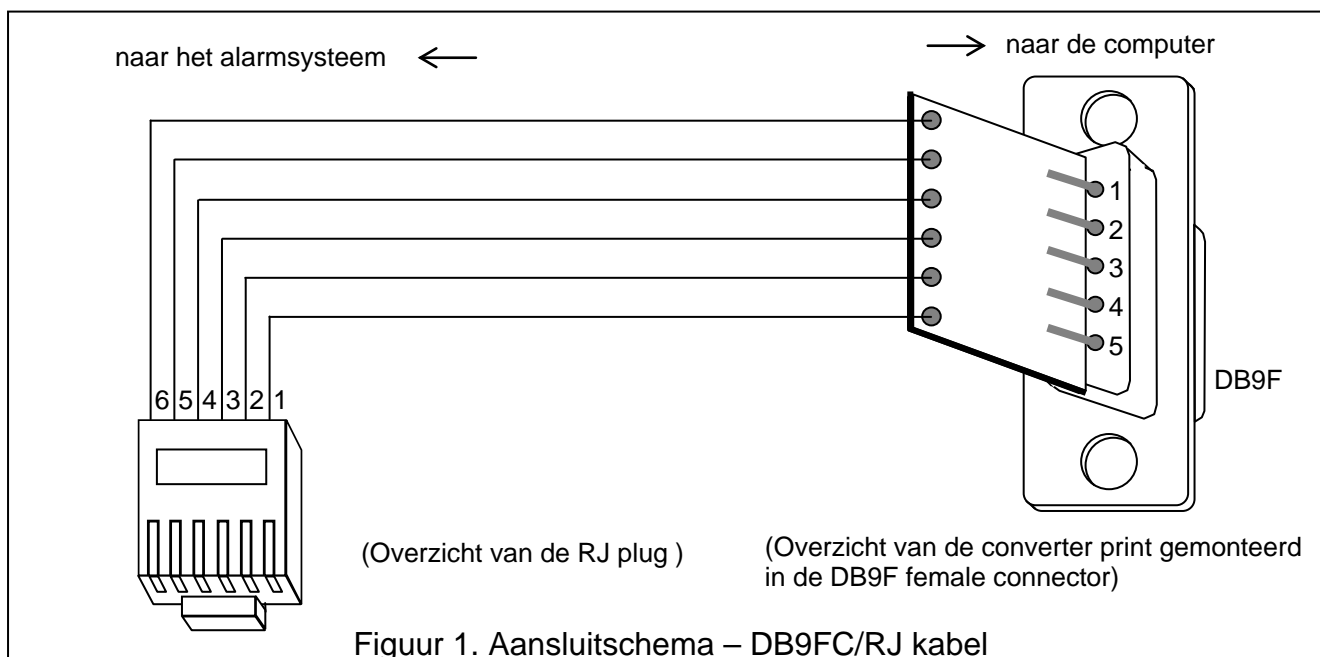 naar het alarmsysteem
naar de computer
1
2
3
4
5
DB9F
6 5 4 3 2 1
(Overzicht van de RJ plug )
(Overzicht van de converter print gemonteerd
in de DB9F female connector)
Figuur 1. Aansluitschema – DB9FC/RJ kabel